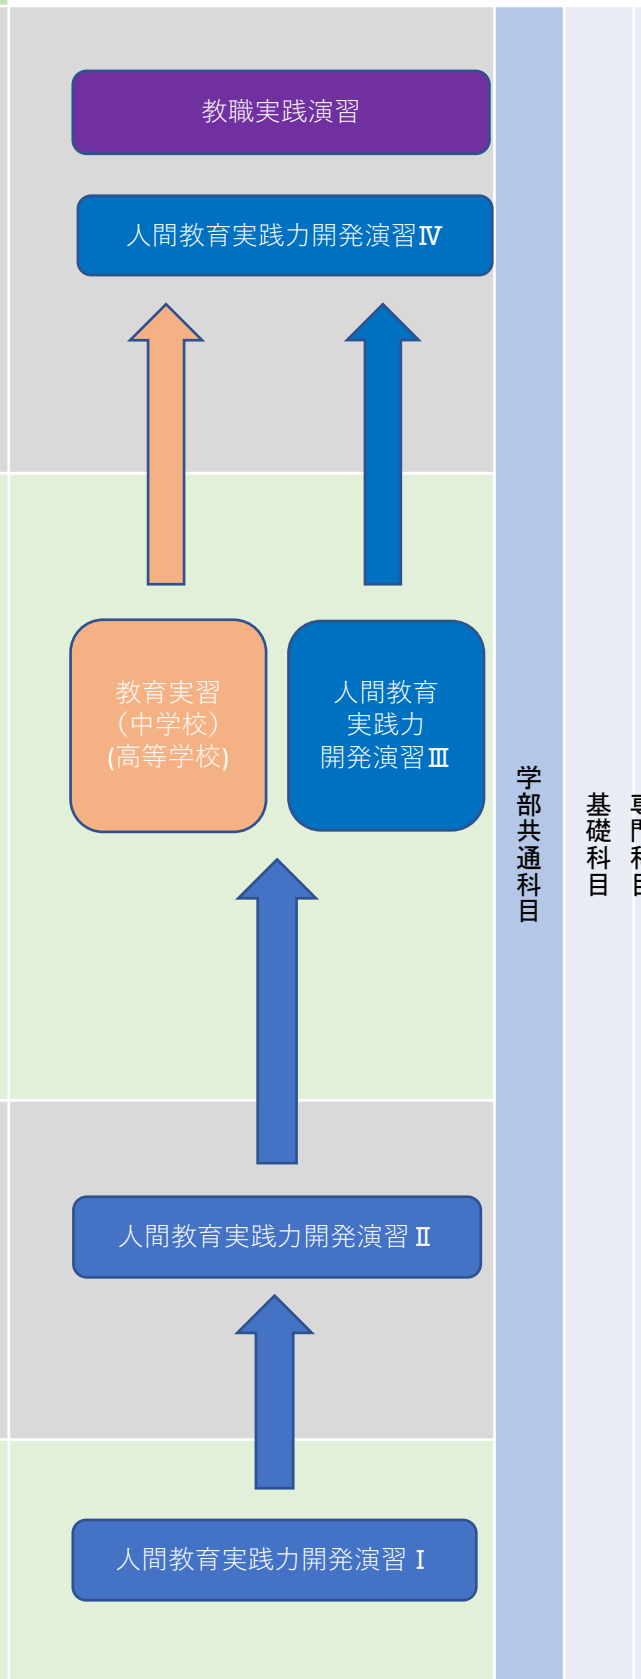 教職実践演習
人間教育実践力開発演習Ⅳ
教育実習
（中学校）
(高等学校)
人間教育
実践力
開発演習Ⅲ
学部共通科目
基礎科目
専門科目
人間教育実践力開発演習Ⅱ
人間教育実践力開発演習Ⅰ